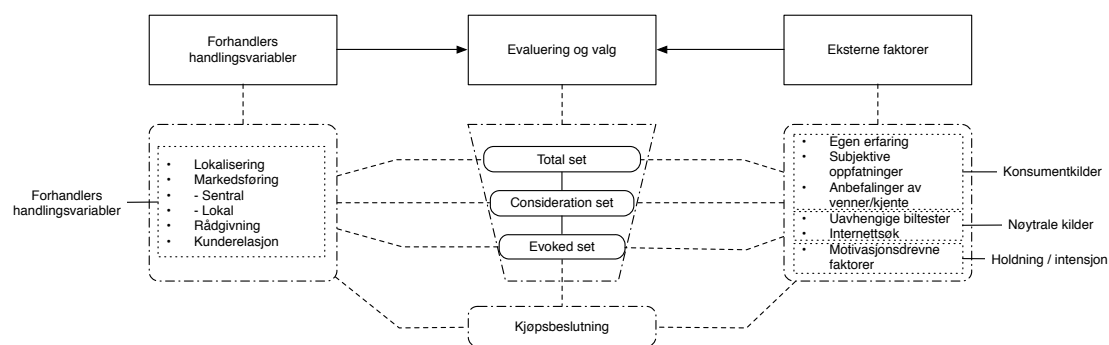 Forhandlers
handlingsvariabler
Evaluering og valg
Eksterne faktorer
Forhandlers
handlingsvariabler
• Lokalisering
• Markedsføring
• - Sentral
• - Lokal
• Rådgivning
• Kunderelasjon
Total set
Consideration set
Evoked set
Kjøpsbeslutning
• Egen erfaring
• Subjektive
oppfatninger
• Anbefalinger av
venner/kjente
• Uavhengige biltester
• Internettsøk
• Motivasjonsdrevne
faktorer
Konsumentkilder
Nøytrale kilder
Holdning / intensjon